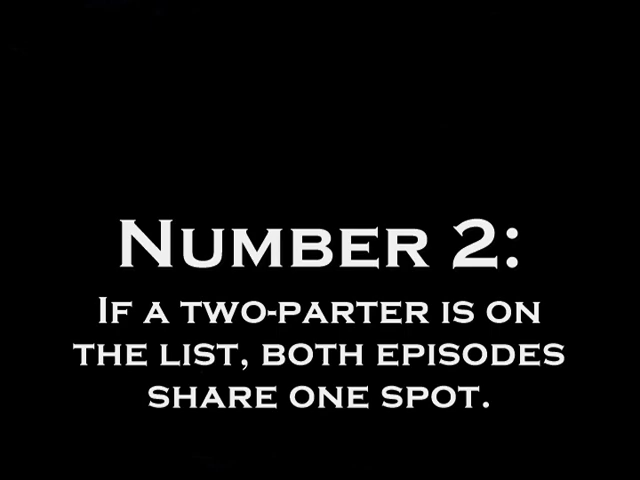 Number 2:
If a two-parter is on
the list, both episodes
share one spot.